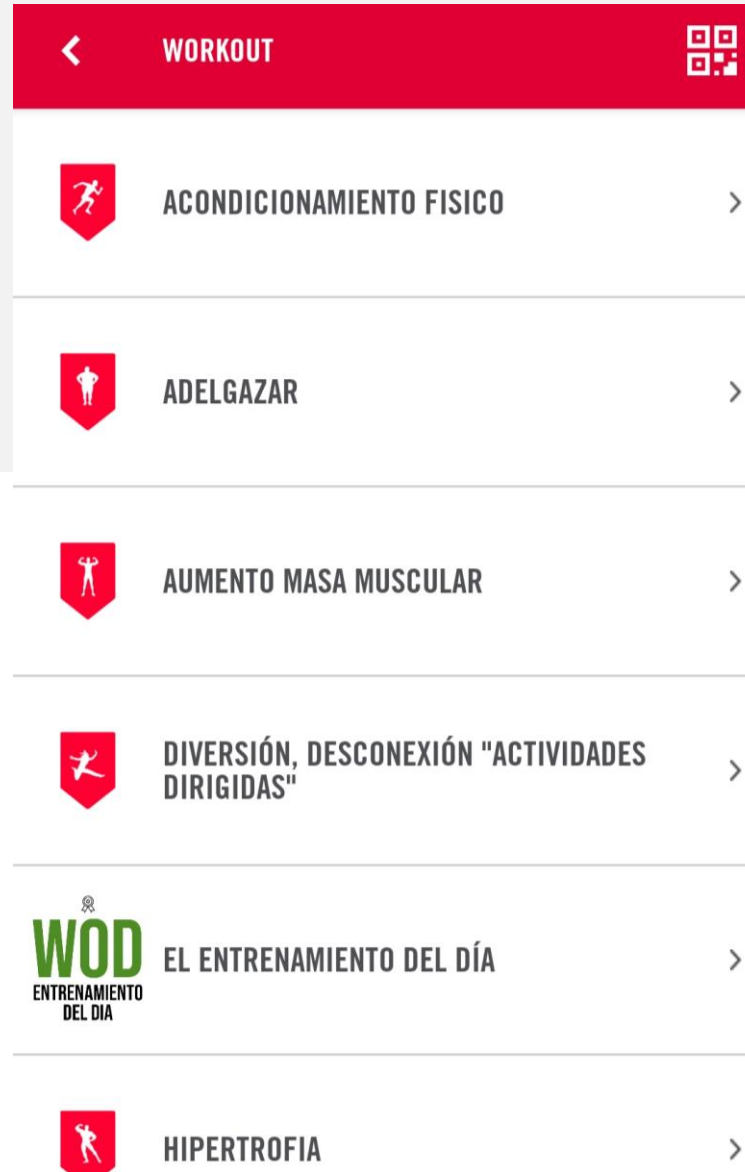 WORKOUT
ACONDICIONAMIENTO FISICO
ADELGAZAR
AUMENTO MASA MUSCULAR
DIVERSIÓN, DESCONEXIÓN "ACTIVIDADES
DIRIGIDAS"
WOD
ENTRENAMIENTO
DEL DIA
EL ENTRENAMIENTO DEL DÍA
HIPERTROFIA